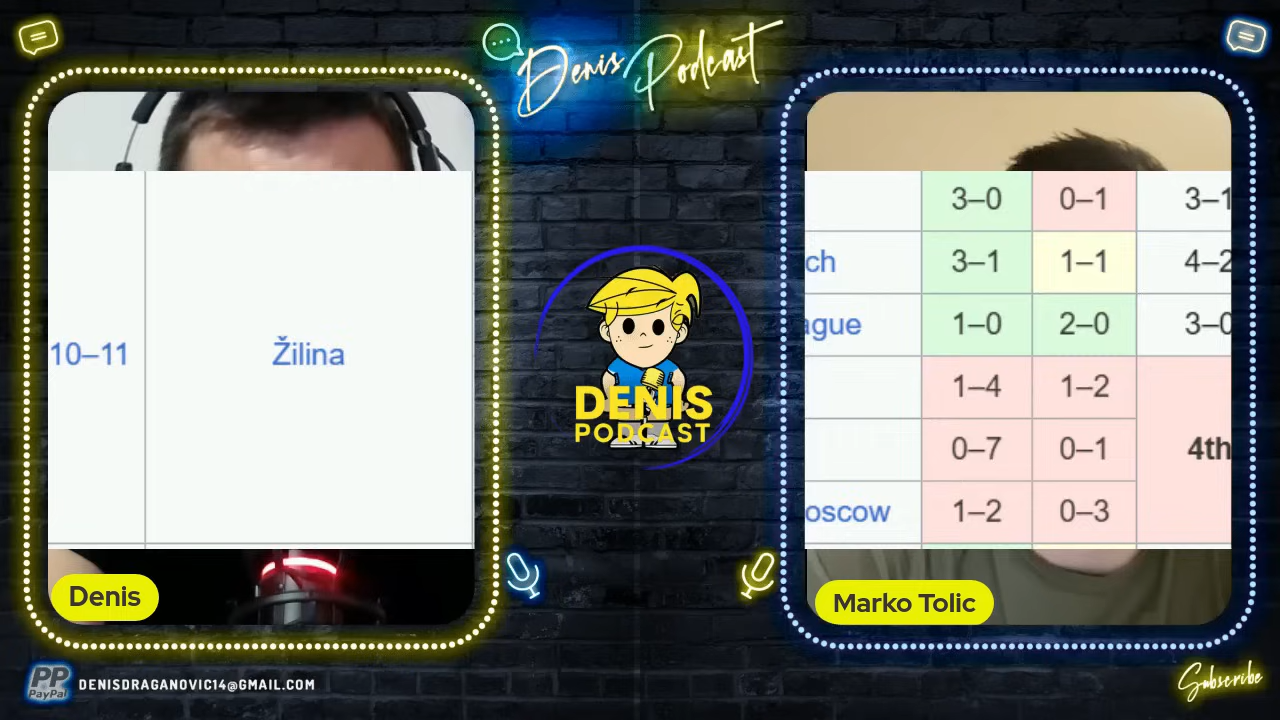 Denis Podcast
10–11
Žilina
Denis
DENIS
PODCAST
3–0 0–1 3–1
ch 3–1 1–1 4–2
ague 1–0 2–0 3–0
1–4 1–2
0–7 0–1 4th
oscow 1–2 0–3
Marko Tolic
PP
PayPal
DENISDRAGANOVIC14@GMAIL.COM
Subscribe